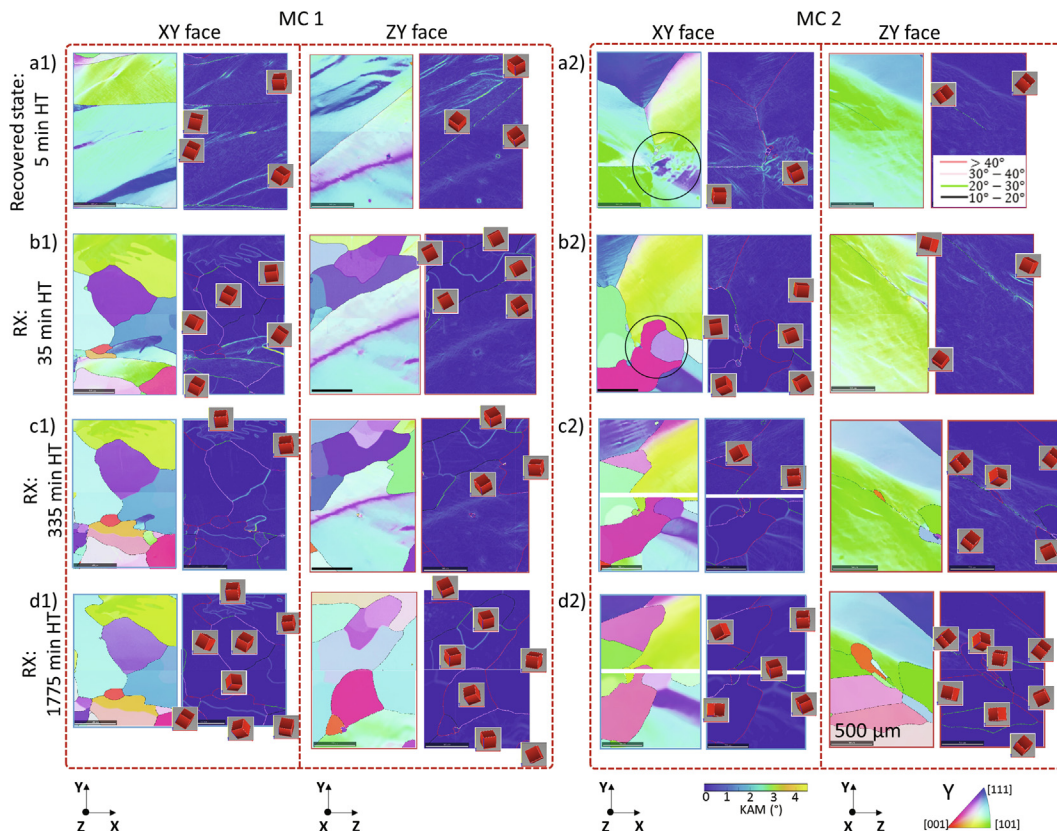 MC 1
MC 2
XY face
ZY face
XY face
ZY face
a1)
a2)
Recovered state:
5 min HT
> 40°
30° − 40°
20° − 30°
10° − 20°
b1)
b2)
RX:
35 min HT
c1)
c2)
RX:
335 min HT
d1)
d2)
RX:
1775 min HT
500 µm
Y
Z
X
Y
X
Z
0 1 2 3 4
KAM (°)
Y
Z
X
Y
X
Z
Y
[111]
[001]
[101]